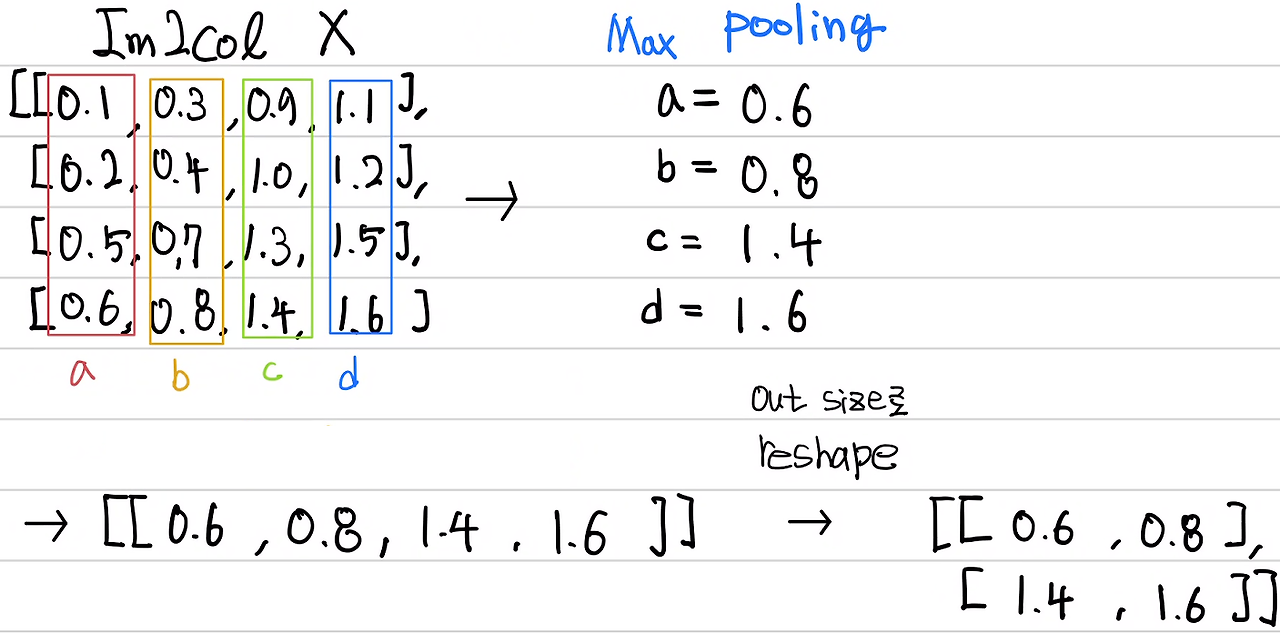 Im2Col X
[[0.1, 0.3, 0.9, 1.1],
[0.2, 0.4, 1.0, 1.2],
[0.5, 0.7, 1.3, 1.5],
[0.6, 0.8, 1.4, 1.6]
a b c d
Max pooling
a = 0.6
b = 0.8
c = 1.4
d = 1.6
→
→ [[0.6, 0.8, 1.4, 1.6]]
out size로
reshape
→
[[0.6, 0.8],
[1.4, 1.6]]